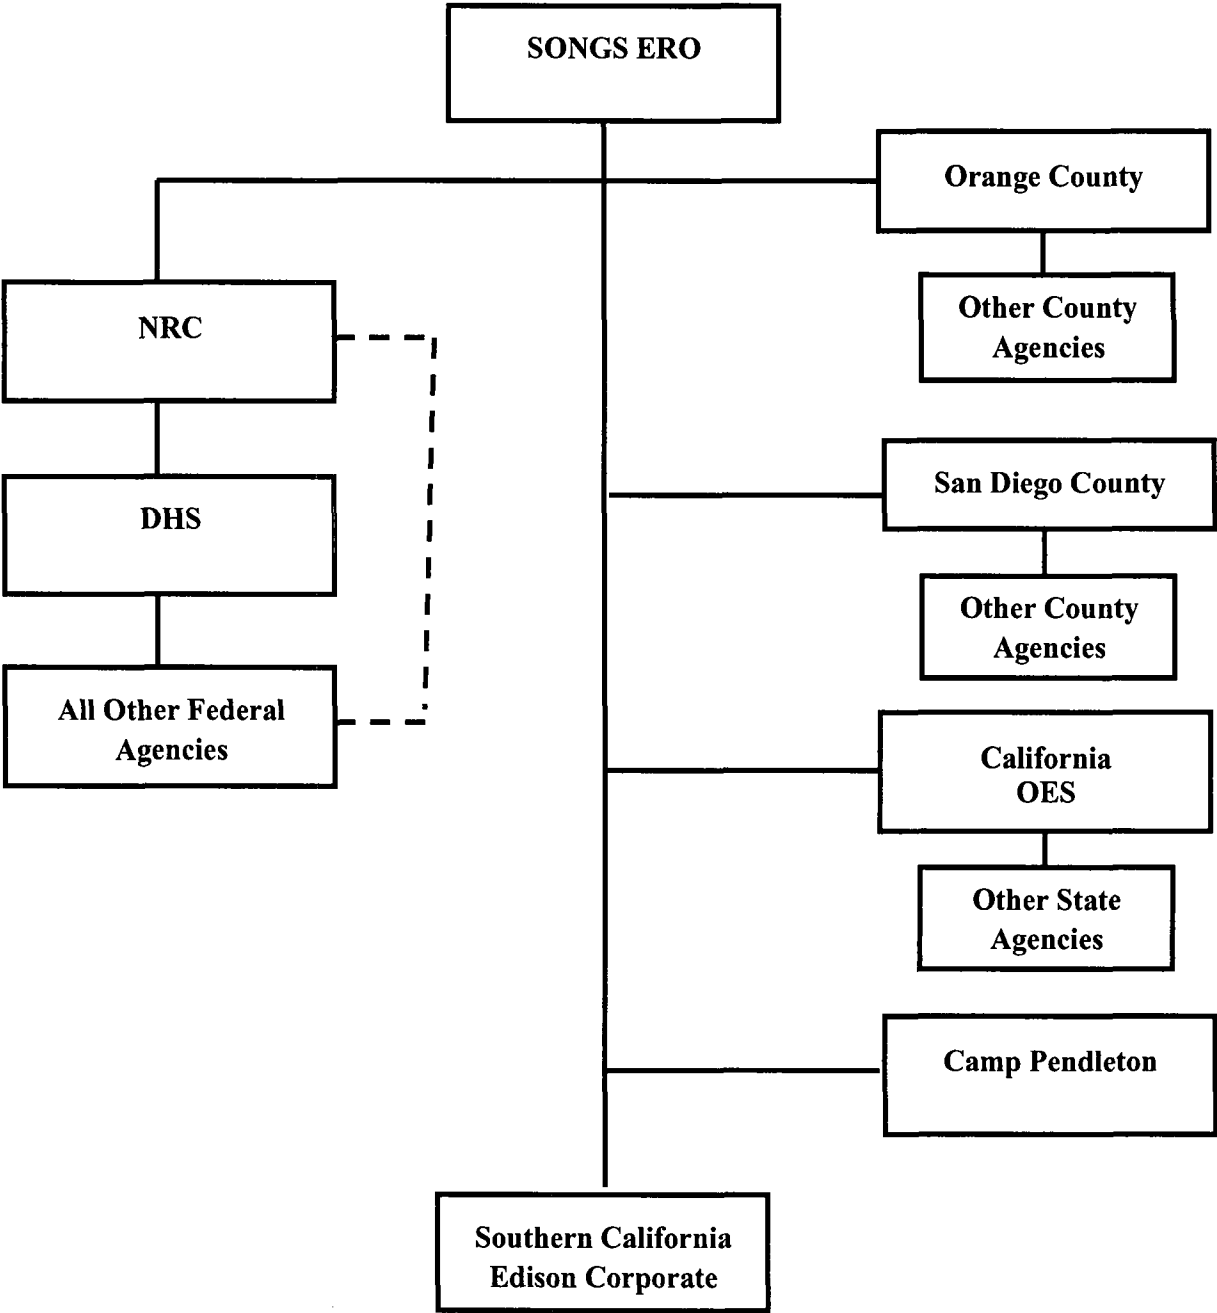 SONGS ERO
Orange County
Other County
Agencies
NRC
San Diego County
DHS
Other County
Agencies
All Other Federal
Agencies
California
OES
Other State
Agencies
Camp Pendleton
Southern California
Edison Corporate